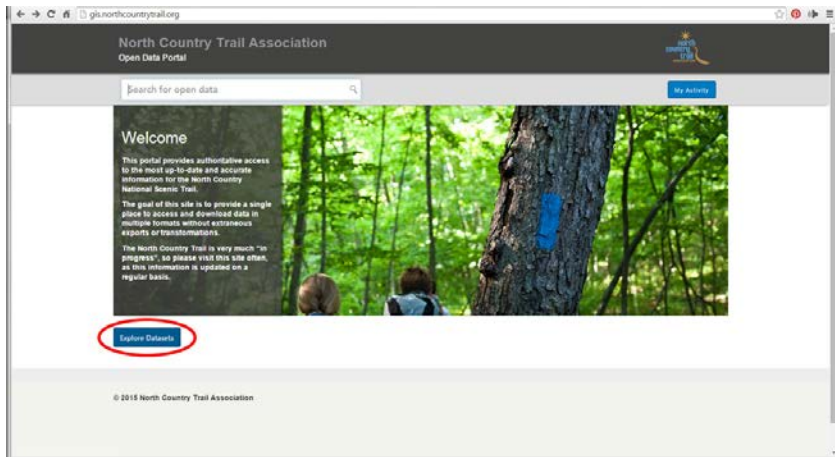 gis.northcountrytrail.org
North Country Trail Association
Open Data Portal
north
country
trail
Search for open data
My Activity
Welcome
This portal provides authoritative access
to the most up-to-date and accurate
information for the North Country
National Scenic Trail.
The goal of this site is to provide a single
place to access and download data in
multiple formats without extraneous
exports or transformations.
The North Country Trail is very much "in
progress", so please visit this site often,
as this information is updated on a
regular basis.
Explore Datasets
© 2015 North Country Trail Association